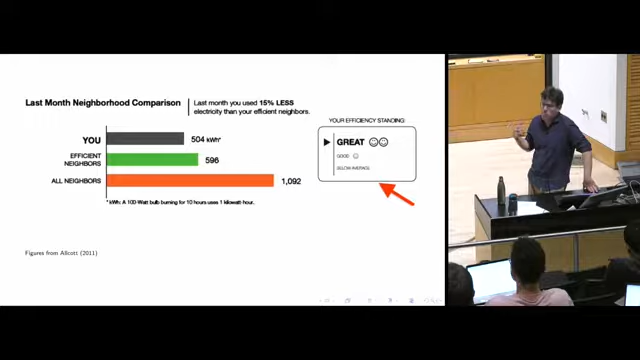 Last Month Neighborhood Comparison
Last month you used 15% LESS
electricity than your efficient neighbors.
YOU
504 kWh*
EFFICIENT
NEIGHBORS
596
ALL NEIGHBORS
1,092
* kWh: A 100-Watt bulb burning for 10 hours uses 1 kilowatt-hour.
YOUR EFFICIENCY STANDING:
GREAT
GOOD
BELOW AVERAGE
Figures from Allcott (2011)